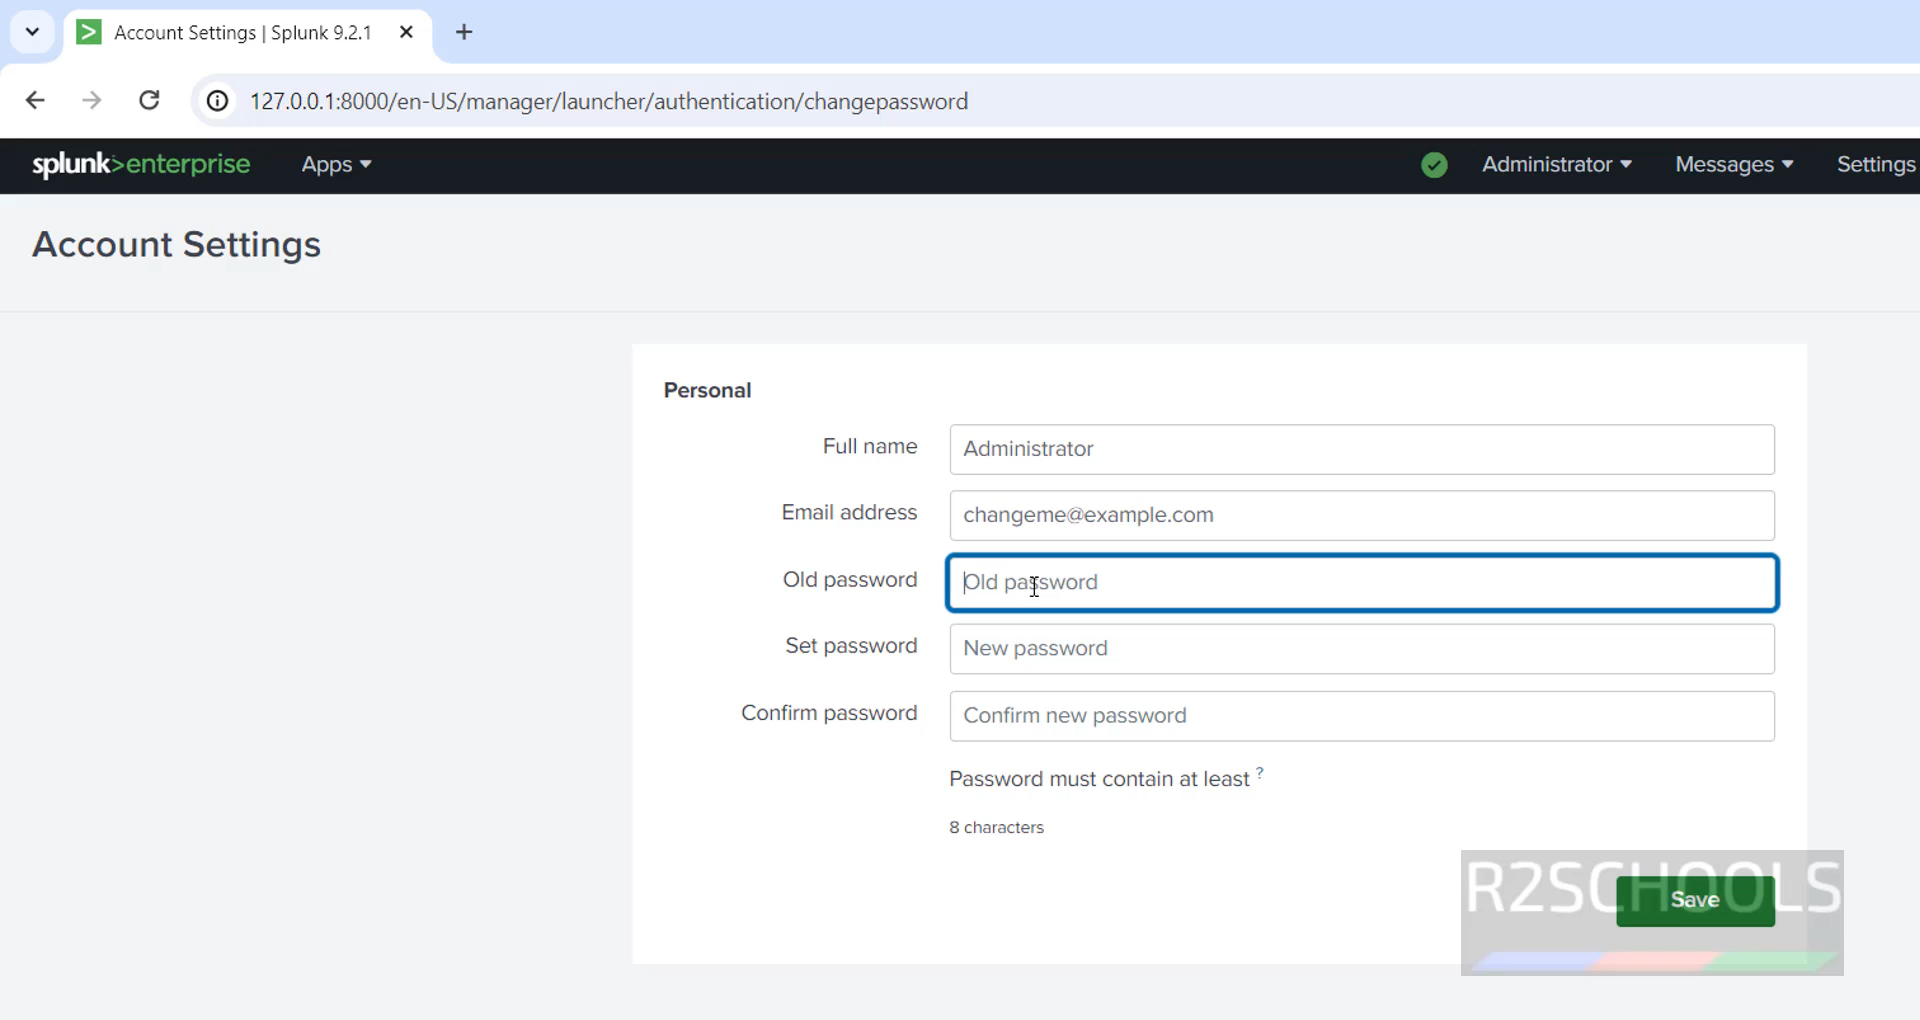 Account Settings | Splunk 9.2.1
127.0.0.1:8000/en-US/manager/launcher/authentication/changepassword
splunk>enterprise Apps Administrator Messages Settings
Account Settings
Personal
Full name Administrator
Email address changeme@example.com
Old password Old password
Set password New password
Confirm password Confirm new password
Password must contain at least ?
8 characters
R2SCHOOLS
Save